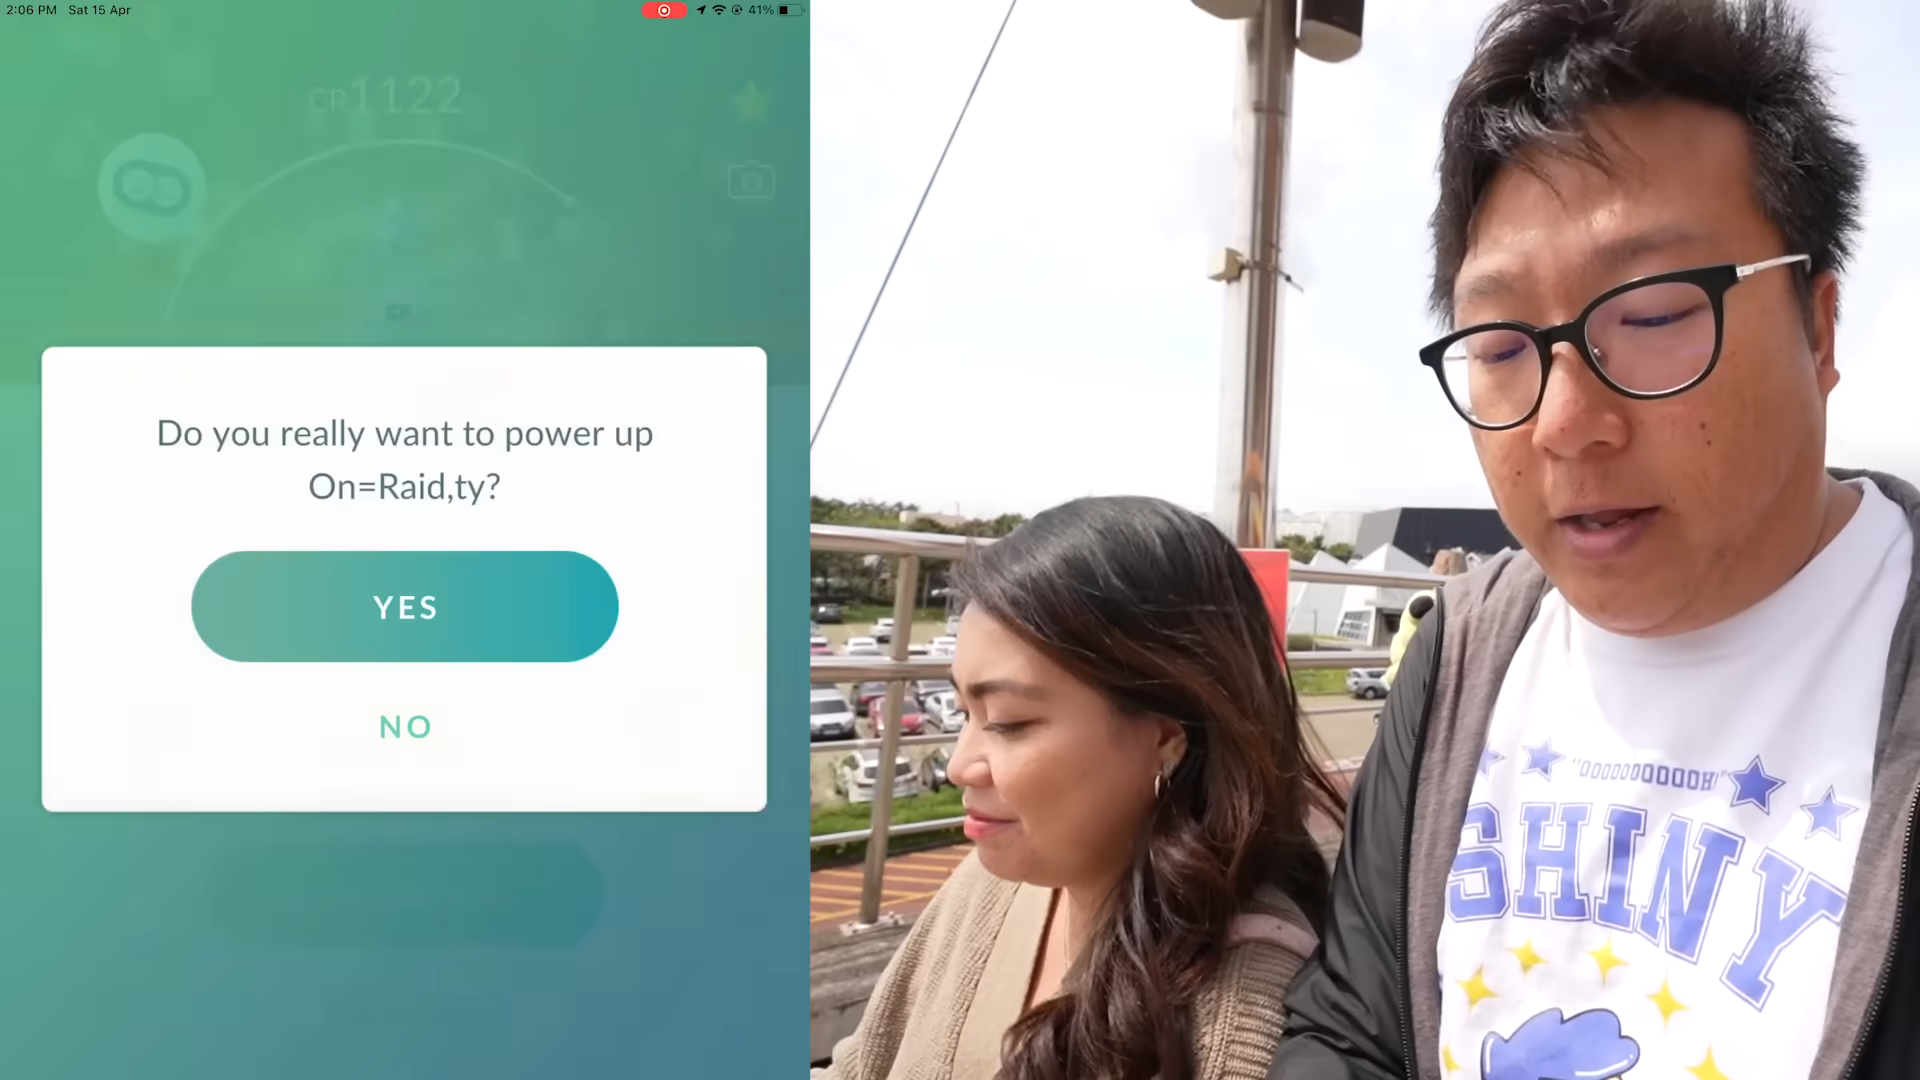 2:06 PM Sat 15 Apr
41%
cp1122
Do you really want to power up
On=Raid,ty?
YES
NO
"OOOOOOOOOOOH!"
SHINY